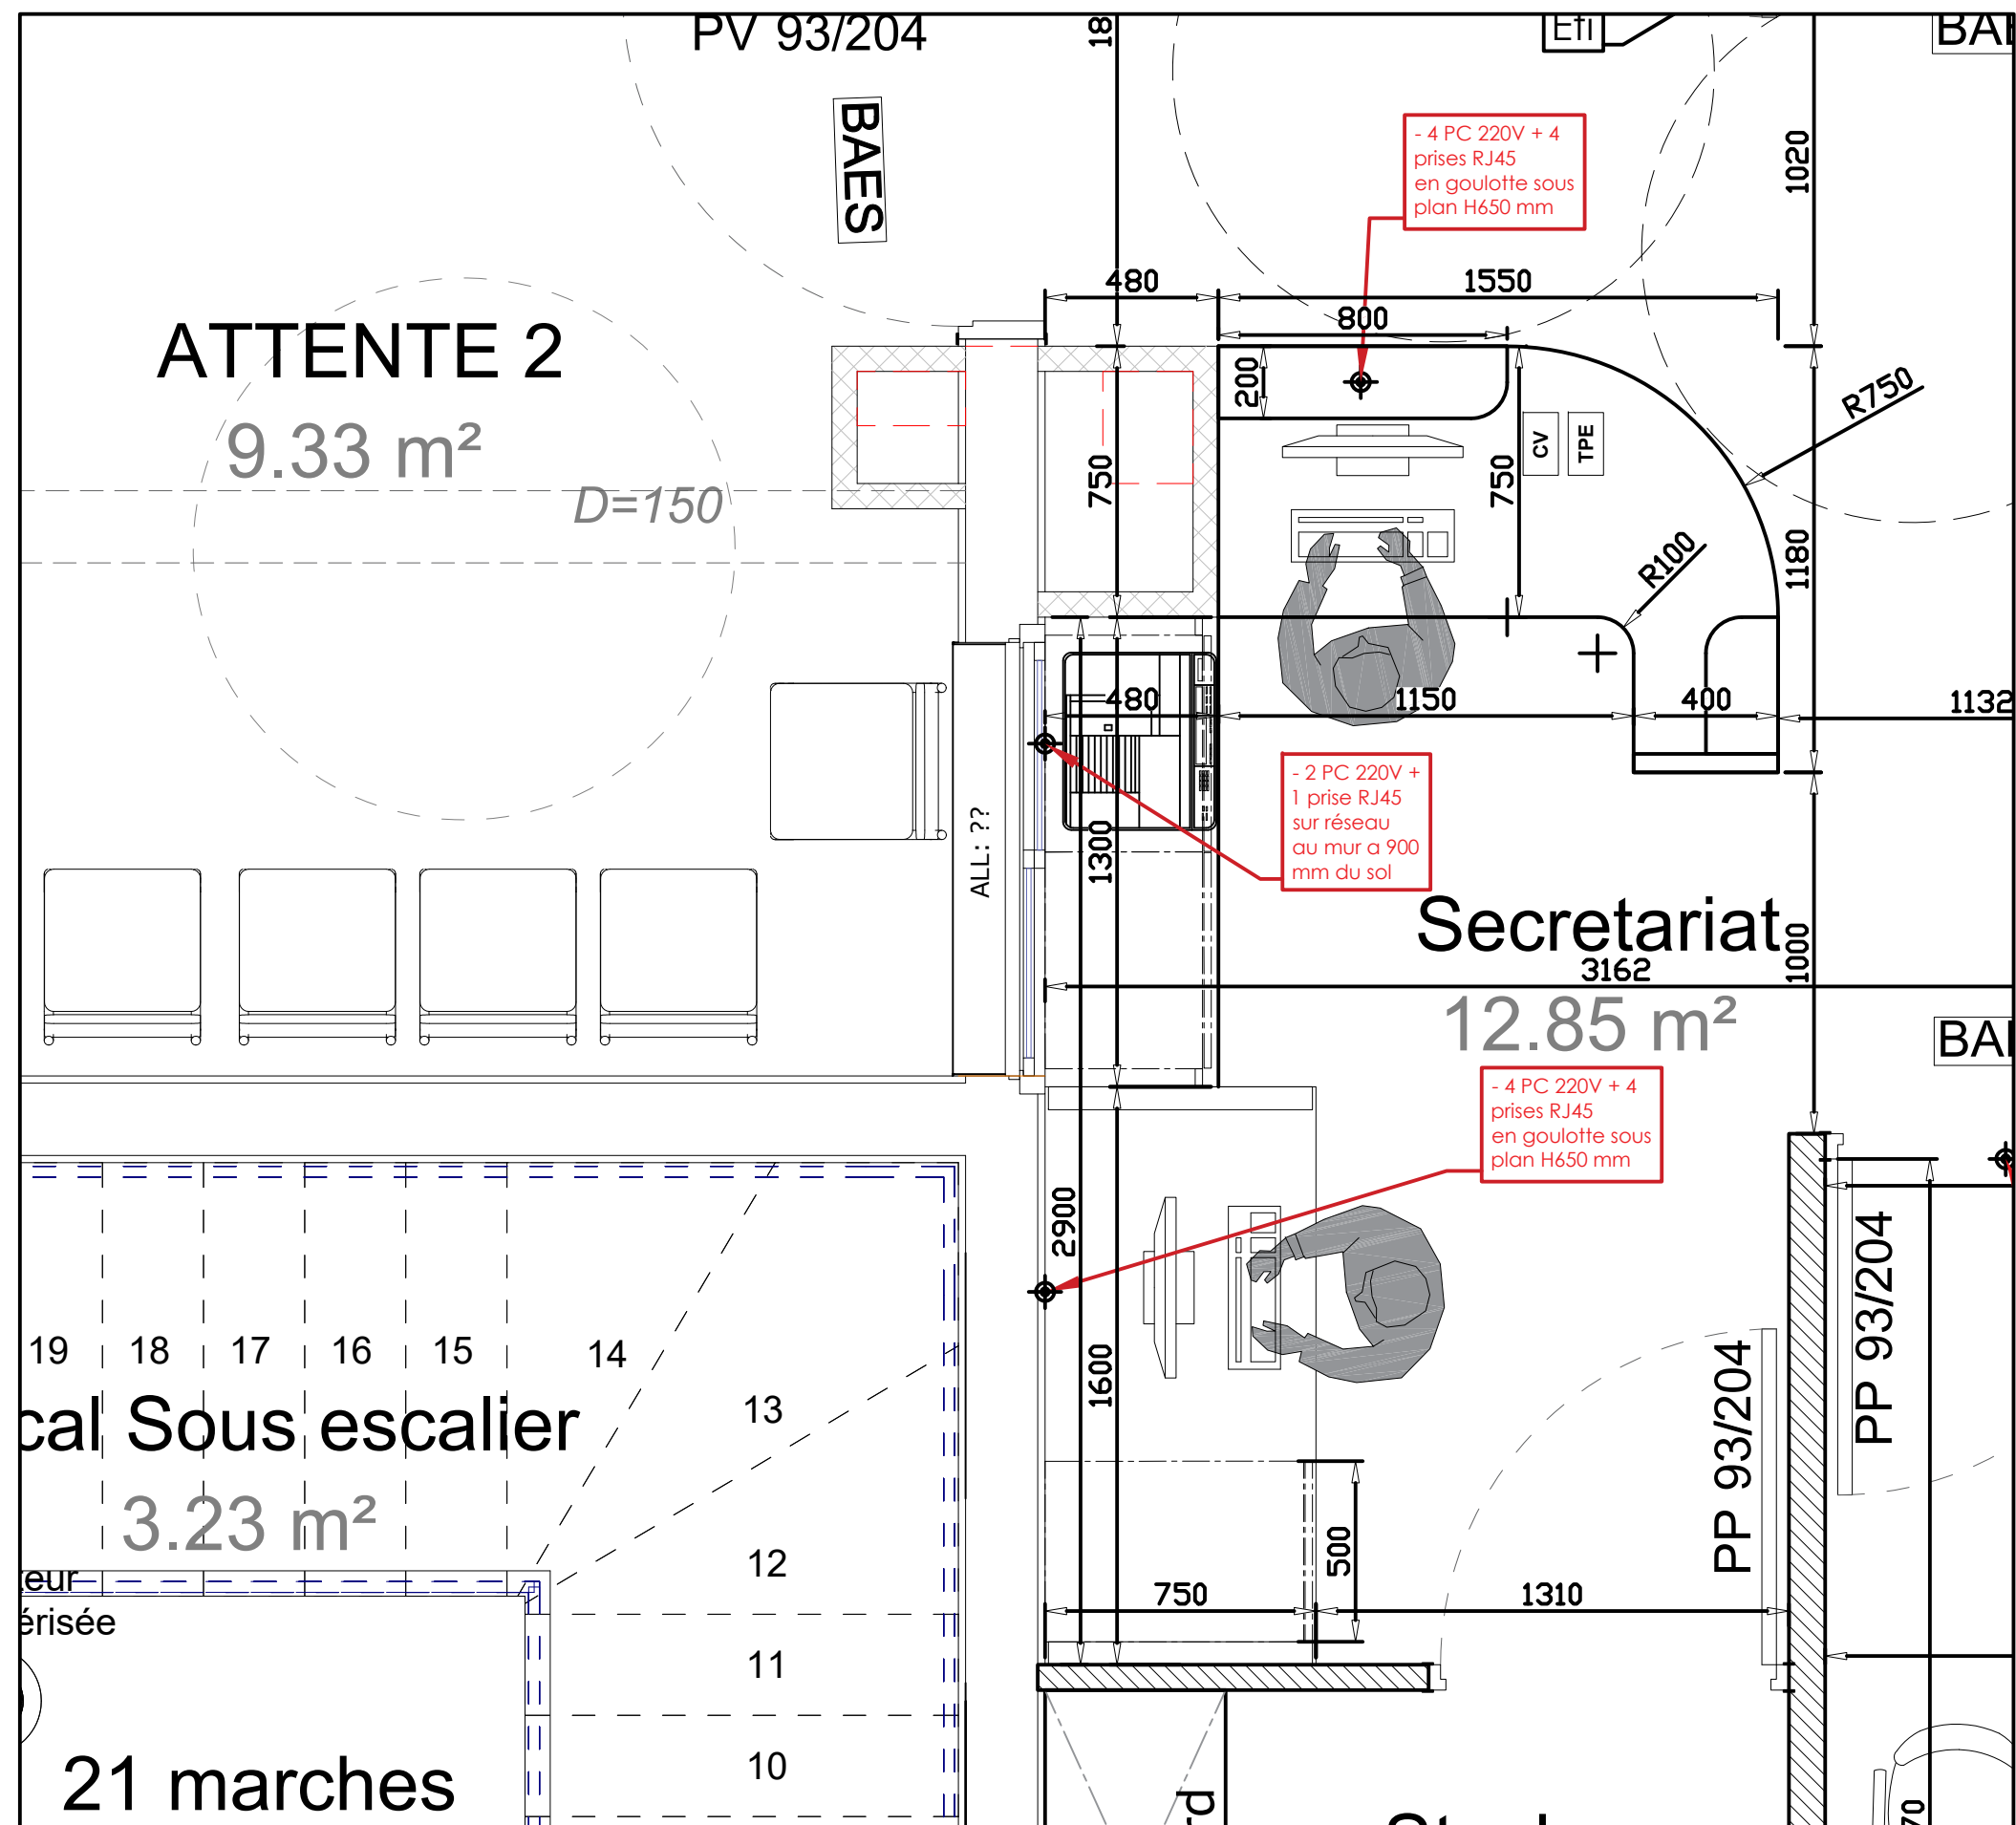 PV 93/204
18
Efi
BAES
- 4 PC 220V + 4
prises RJ45
en goulotte sous
plan H650 mm
1020
480
1550
800
ATTENTE 2
9.33 m²
D=150
200
750
750
CV
TPE
R750
R100
1180
480
1150
400
1132
- 2 PC 220V +
1 prise RJ45
sur réseau
au mur a 900
mm du sol
ALL: ??
1300
Secretariat
1000
3162
12.85 m²
- 4 PC 220V + 4
prises RJ45
en goulotte sous
plan H650 mm
2900
1600
PP 93/204
PP 93/204
19
18
17
16
15
14
13
cal Sous escalier
3.23 m²
12
500
750
1310
teur
érisée
11
10
21 marches